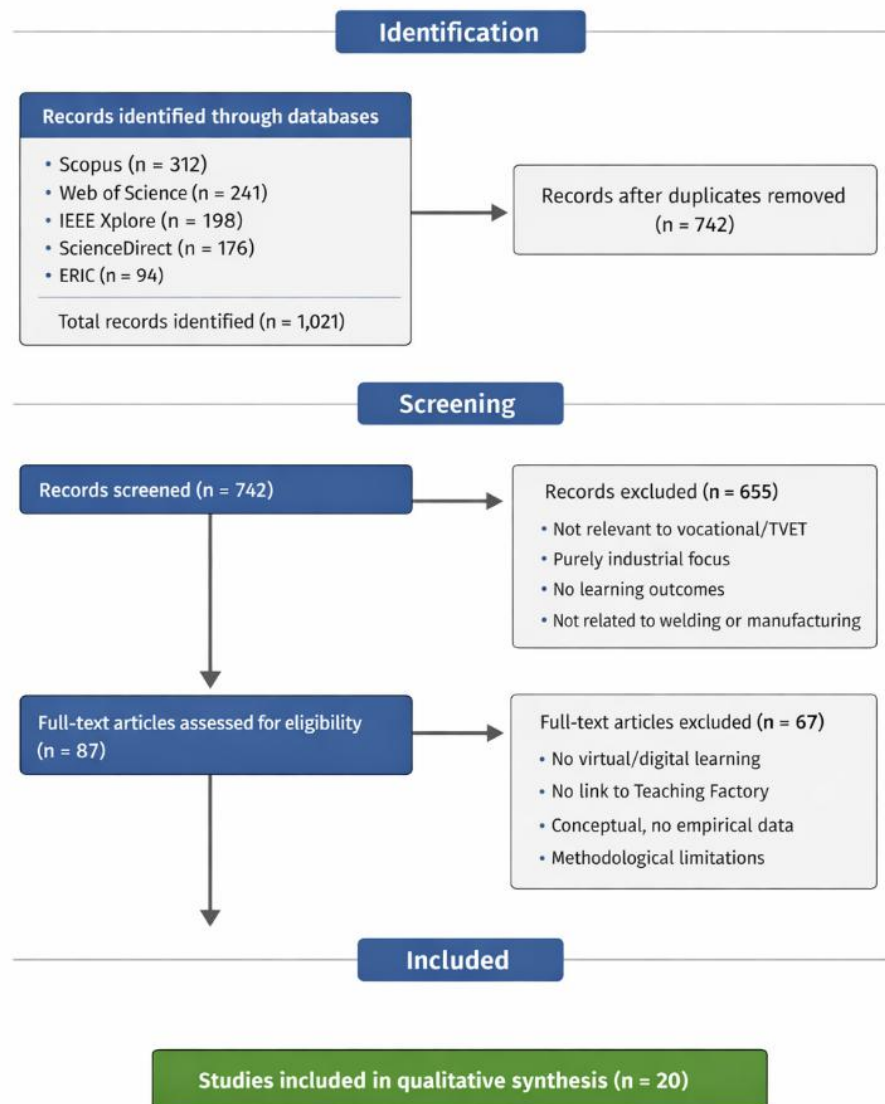 Identification
Records identified through databases
• Scopus (n = 312)
• Web of Science (n = 241)
• IEEE Xplore (n = 198)
• ScienceDirect (n = 176)
• ERIC (n = 94)
Total records identified (n = 1,021)
Records after duplicates removed
(n = 742)
Screening
Records screened (n = 742)
Records excluded (n = 655)
• Not relevant to vocational/TVET
• Purely industrial focus
• No learning outcomes
• Not related to welding or manufacturing
Full-text articles assessed for eligibility
(n = 87)
Full-text articles excluded (n = 67)
• No virtual/digital learning
• No link to Teaching Factory
• Conceptual, no empirical data
• Methodological limitations
Included
Studies included in qualitative synthesis (n = 20)